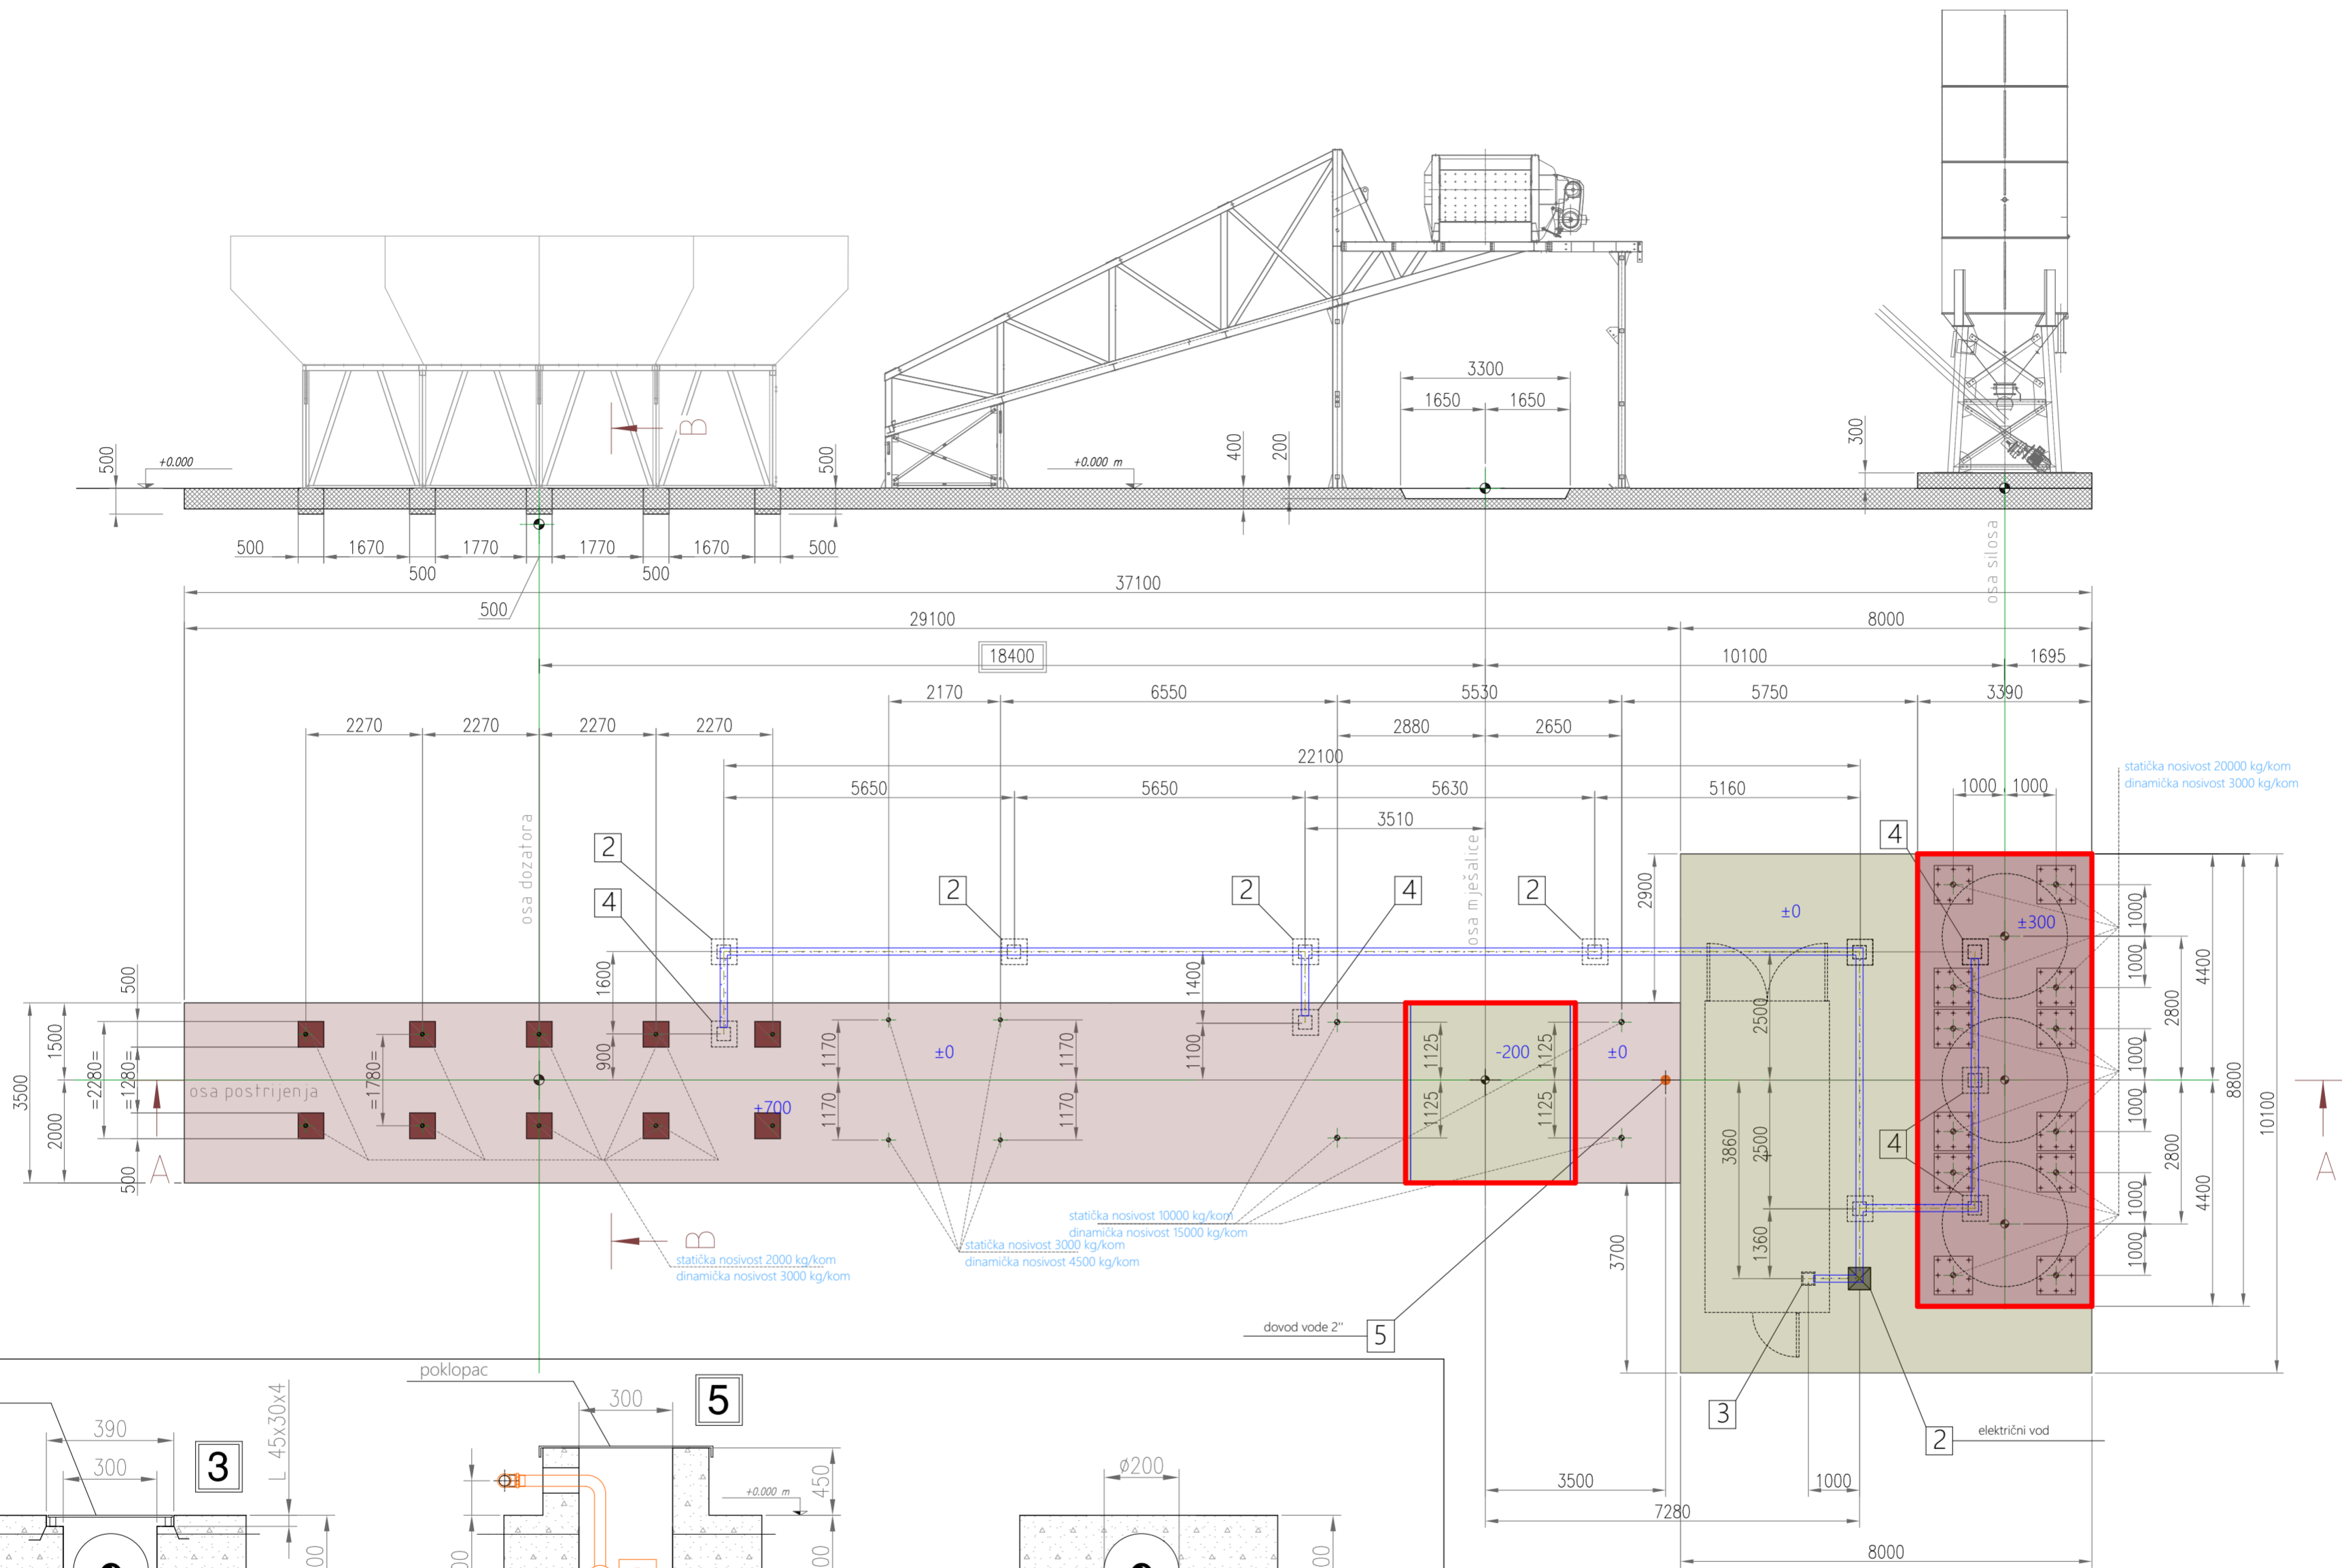 3300
1650 1650
B
500
+0.000
500
+0.000 m
400
200
300
500 1670 1770 1770 1670 500
500 500
500
osa silosa
37100
29100 8000
18400 10100 1695
2170 6550 5530 5750 3390
2270 2270 2270 2270
2880 2650
22100
5650 5650 5630 5160
3510
1000 1000
statička nosivost 20000 kg/kom
dinamička nosivost 3000 kg/kom
osa dozatora
osa mješalice
2
4
2
2
4
2
4
2900
±0
±300
1000
1000
1000
1000
1000
1000
2800
2800
4400
4400
8800
10100
500
1600
1400
2500
3500
1500
2000
=2280=
=1280=
=1780=
900
1170
1170
1100
1125
1125
±0
-200
±0
osa postrijenja
+700
1170
1170
1125
1125
500
A
A
3860
2500
1360
3700
4
B
statička nosivost 2000 kg/kom
dinamička nosivost 3000 kg/kom
statička nosivost 3000 kg/kom
dinamička nosivost 4500 kg/kom
statička nosivost 10000 kg/kom
dinamička nosivost 15000 kg/kom
dovod vode 2"
5
3
2
električni vod
3500
1000
7280
8000
390
300
3
L 45x30x4
poklopac
300
5
450
+0.000 m
ø200